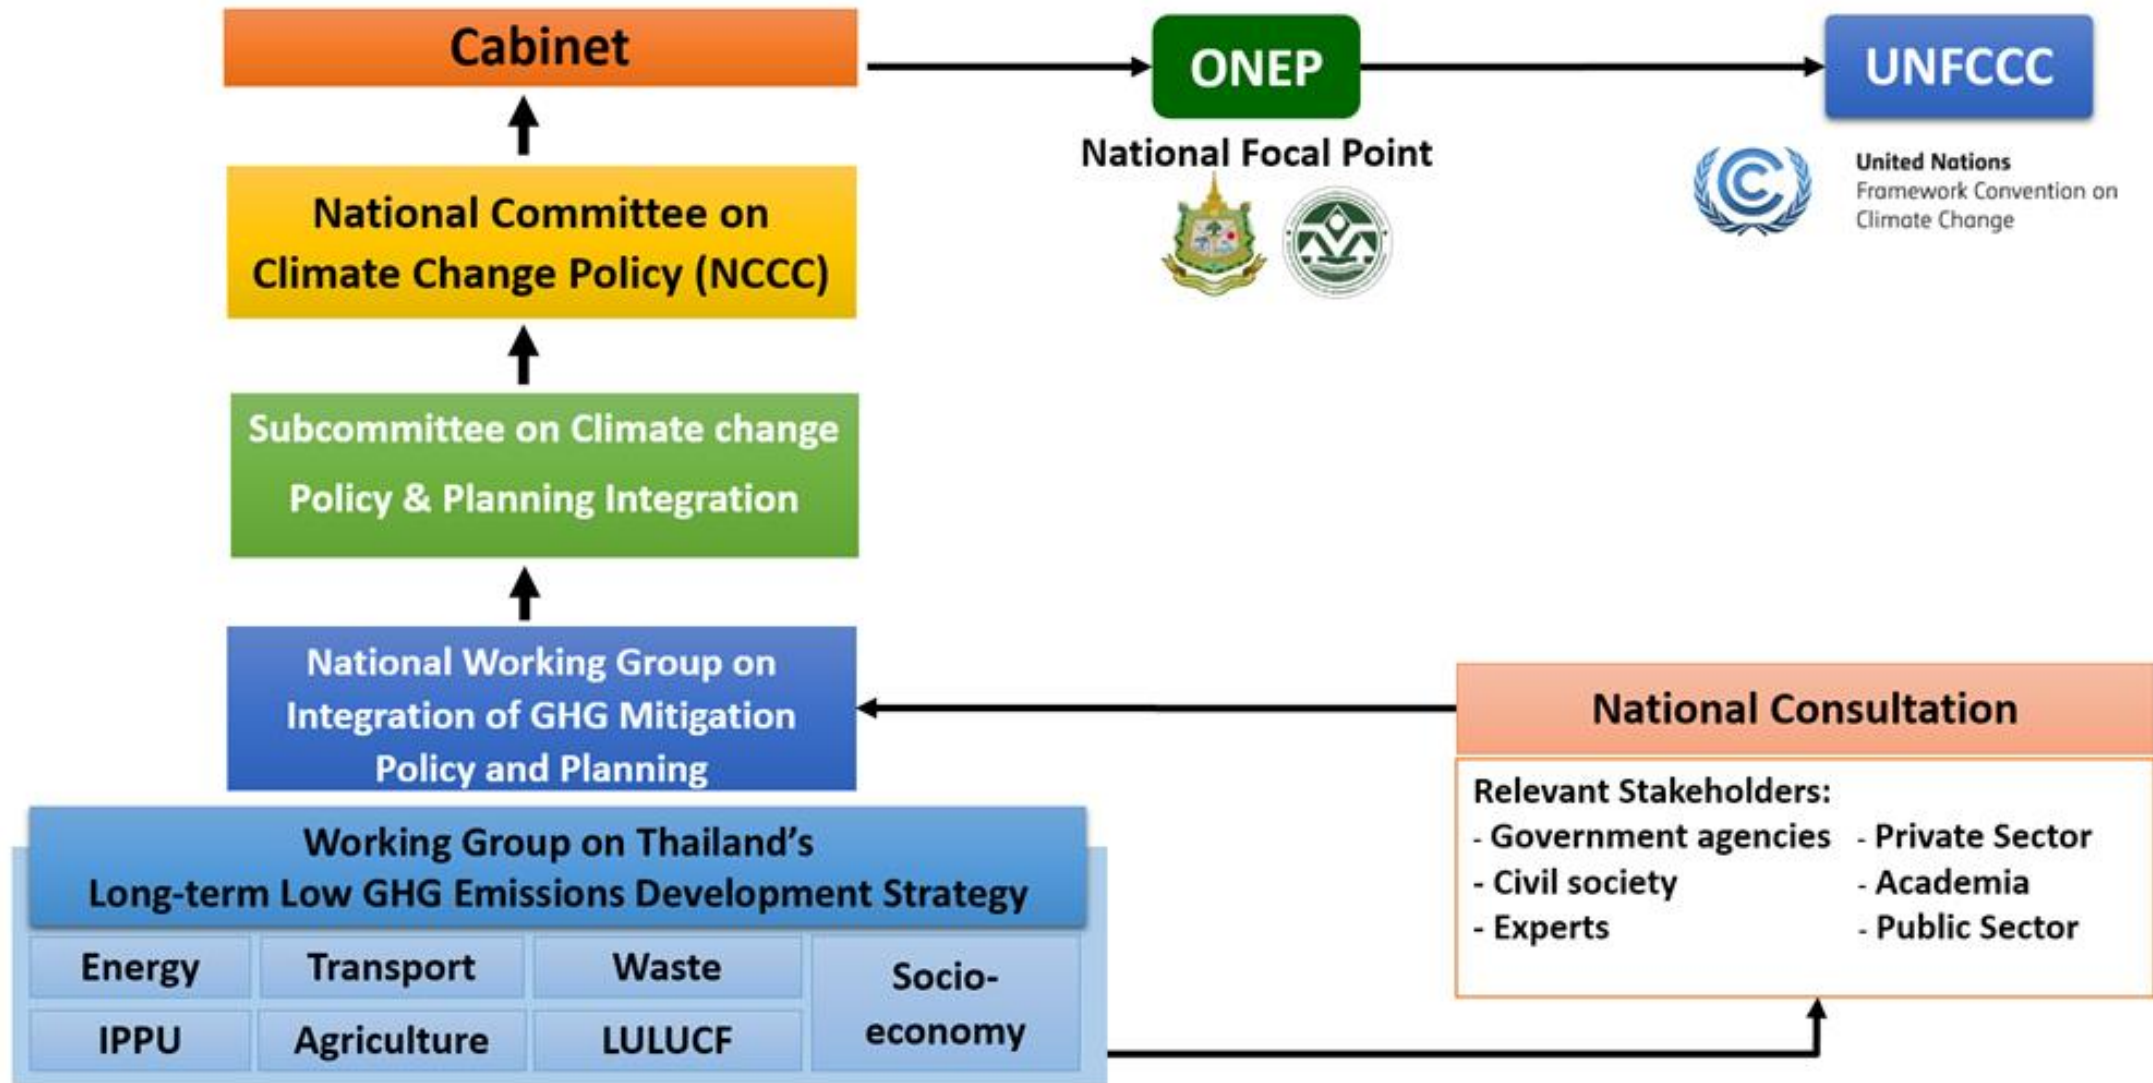 Cabinet
ONEP
UNFCCC
National Focal Point
United Nations
Framework Convention on
Climate Change
National Committee on
Climate Change Policy (NCCC)
Subcommittee on Climate change
Policy & Planning Integration
National Working Group on
Integration of GHG Mitigation
Policy and Planning
National Consultation
Relevant Stakeholders:
- Government agencies - Private Sector
- Civil society - Academia
- Experts - Public Sector
Working Group on Thailand's
Long-term Low GHG Emissions Development Strategy
Energy Transport Waste
Socio-
economy
IPPU Agriculture LULUCF